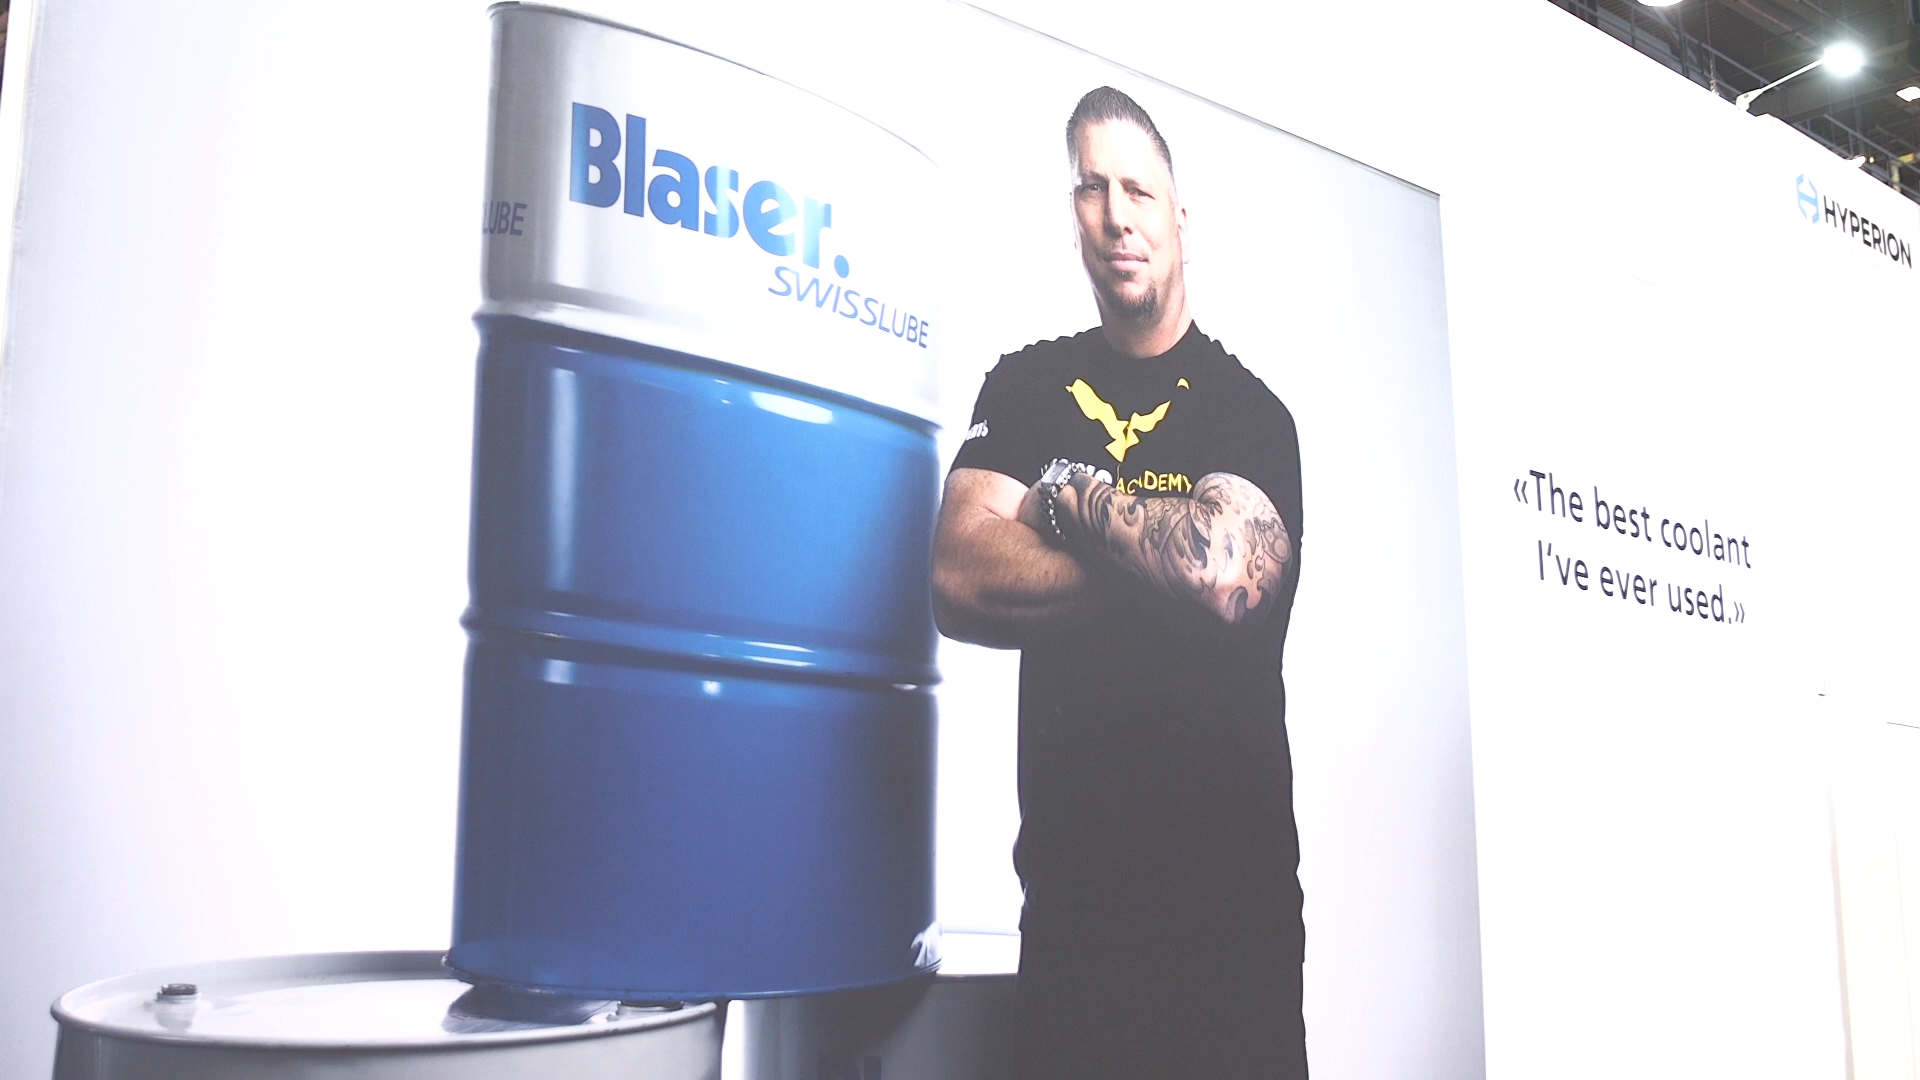 LUBE
Blaser.
SWISSLUBE
HYPERION
ACADEMY
«The best coolant
I've ever used.»